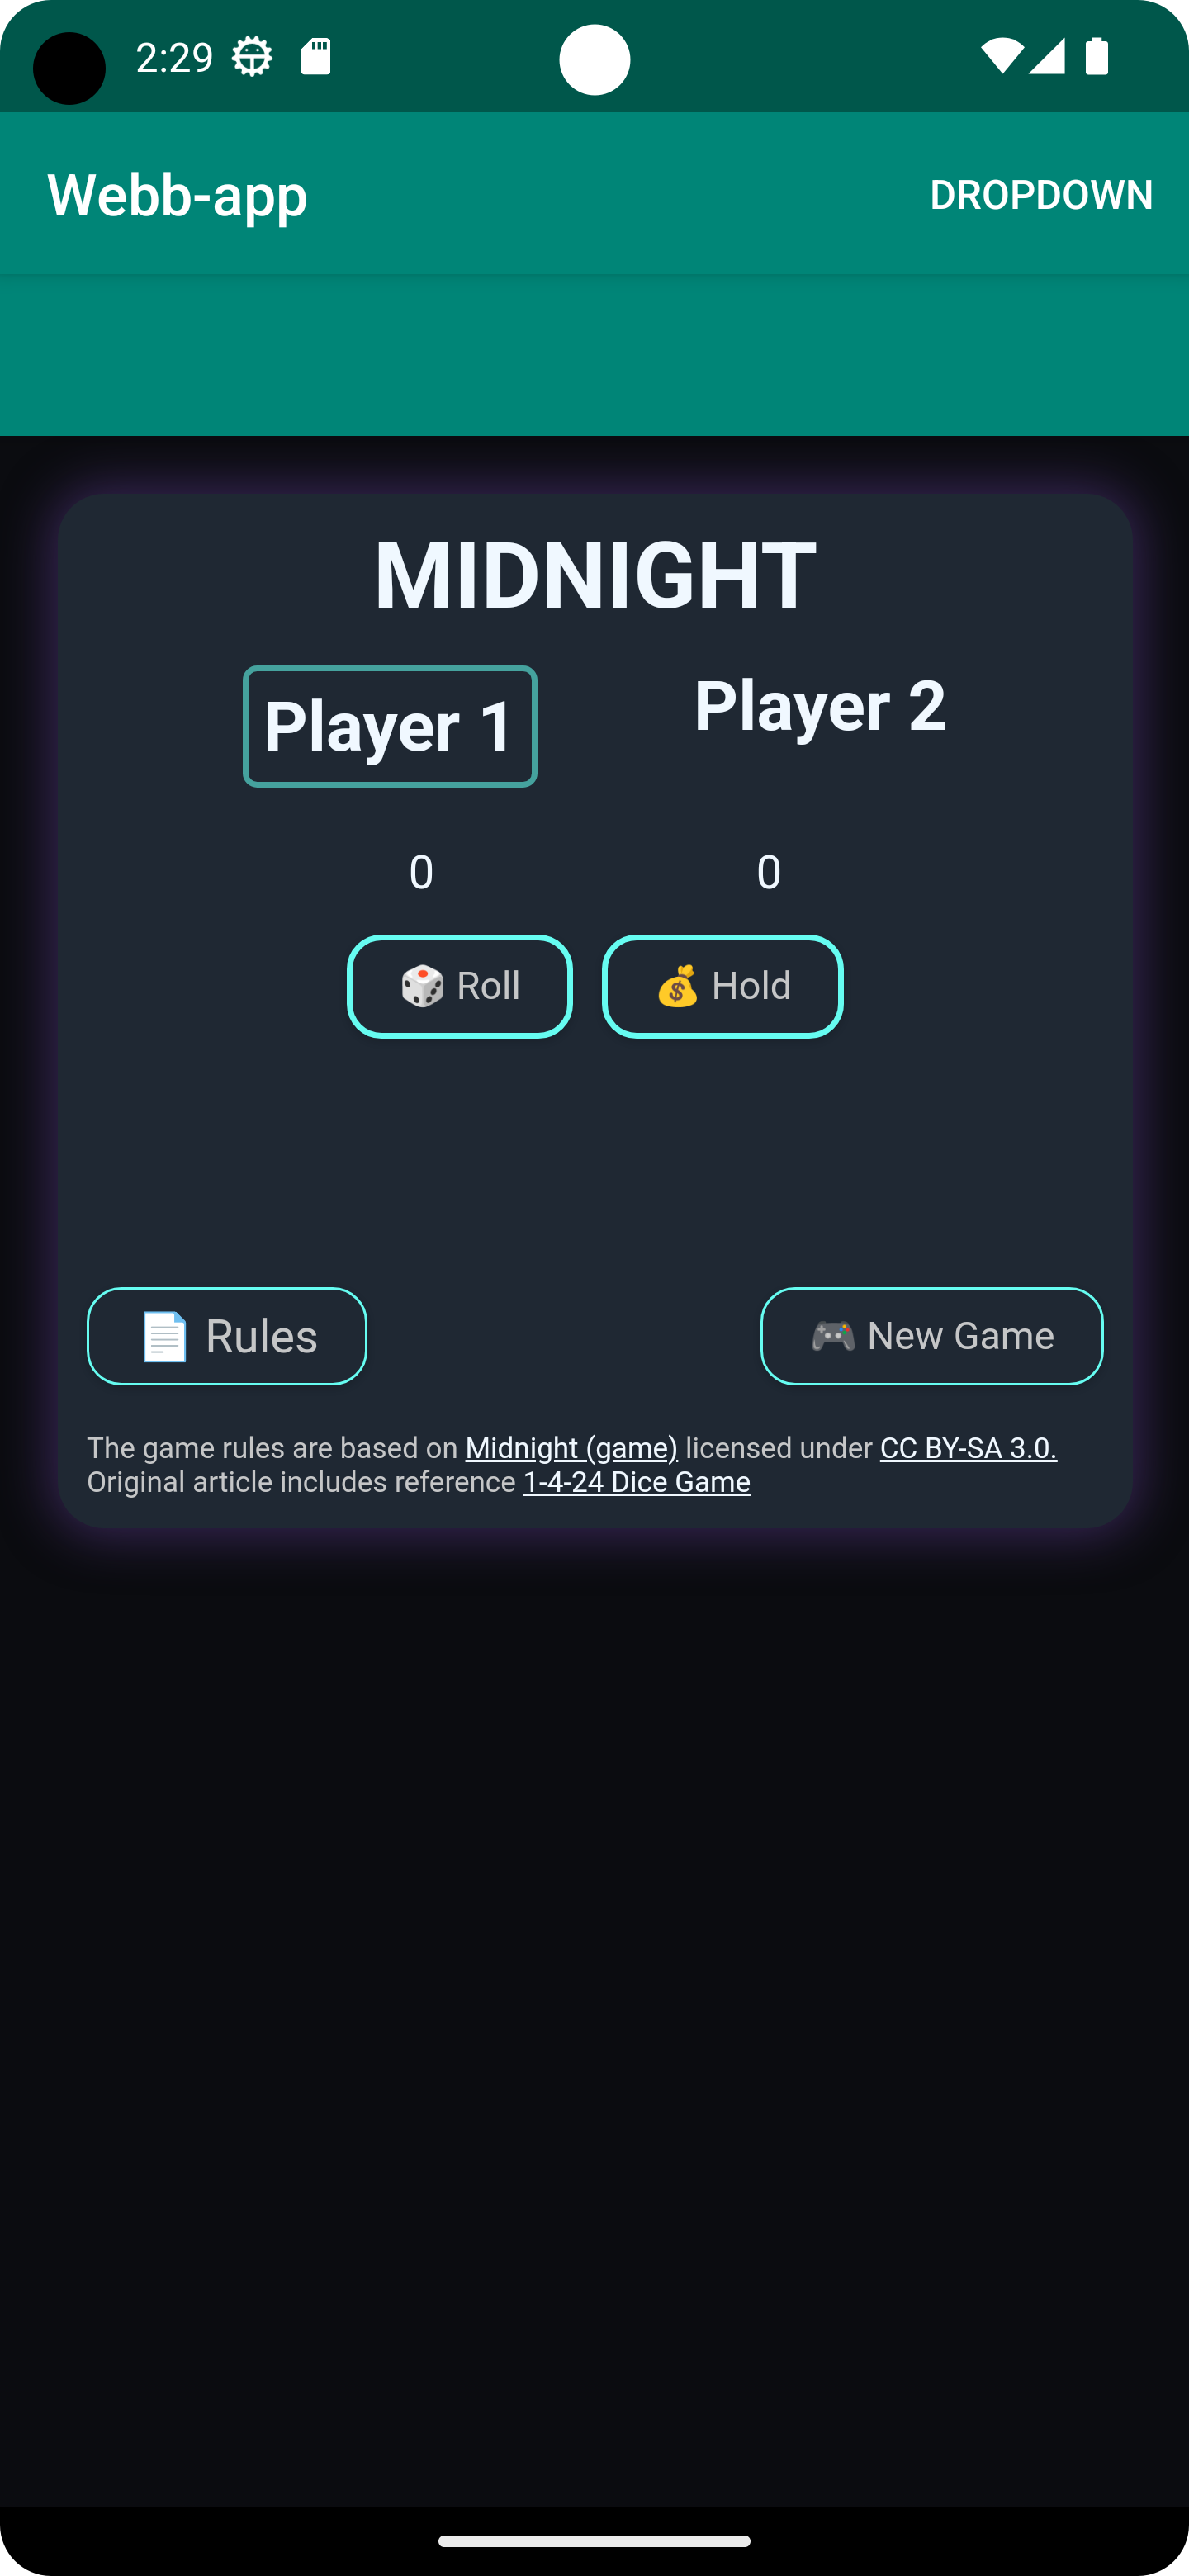 2:29
Webb-app
DROPDOWN
MIDNIGHT
Player 1
Player 2
0
0
Roll
Hold
Rules
New Game
The game rules are based on Midnight (game) licensed under CC BY-SA 3.0.
Original article includes reference 1-4-24 Dice Game